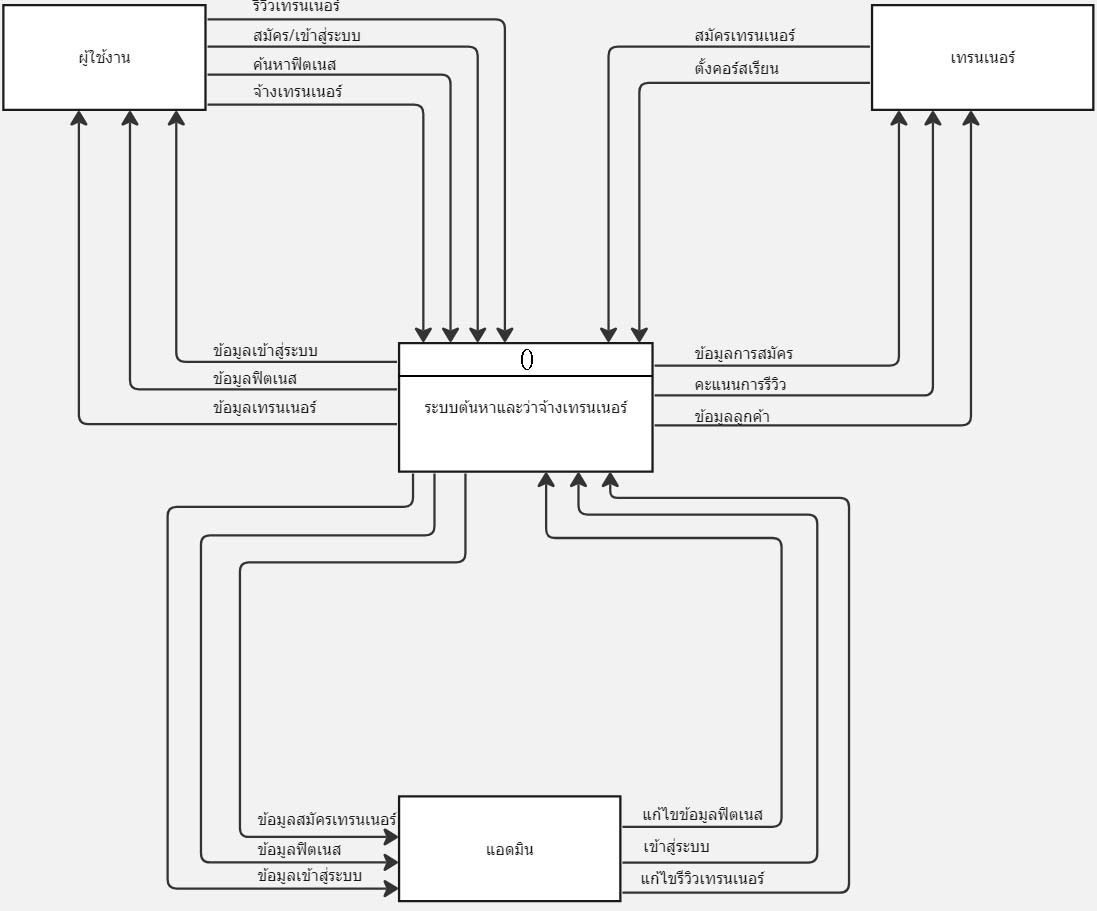 รีวิวเทรนเนอร์
สมัคร/เข้าสู่ระบบ
ค้นหาฟิตเนส
จ้างเทรนเนอร์
ผู้ใช้งาน
สมัครเทรนเนอร์
ตั้งคอร์สเรียน
เทรนเนอร์
ข้อมูลเข้าสู่ระบบ
ข้อมูลฟิตเนส
ข้อมูลเทรนเนอร์
0
ระบบต้นหาและว่าจ้างเทรนเนอร์
ข้อมูลการสมัคร
คะแนนการรีวิว
ข้อมูลลูกค้า
ข้อมูลสมัครเทรนเนอร์
ข้อมูลฟิตเนส
ข้อมูลเข้าสู่ระบบ
แอดมิน
แก้ไขข้อมูลฟิตเนส
เข้าสู่ระบบ
แก้ไขรีวิวเทรนเนอร์